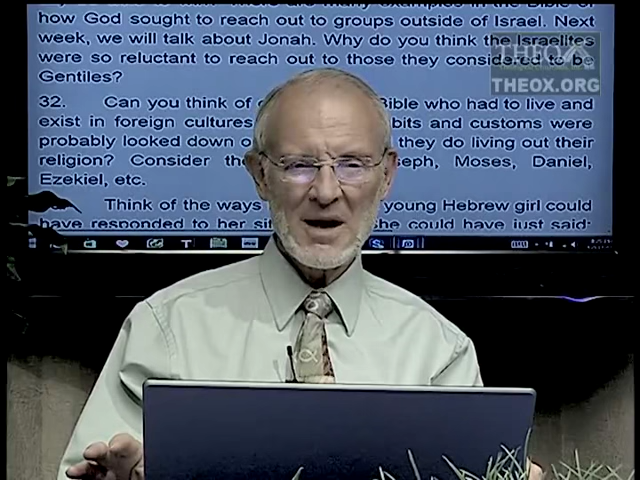 how God sought to reach out to groups outside of Israel. Next
week, we will talk about Jonah. Why do you think the Israelites
were so reluctant to reach out to those they considered to be
Gentiles?
32. Can you think of Bible who had to live and
exist in foreign cultures bits and customs were
probably looked down they do living out their
religion? Consider Moses, Daniel,
Ezekiel, etc.
Think of the ways young Hebrew girl could
have responded to her she could have just said:
THEOX
THEOX.ORG